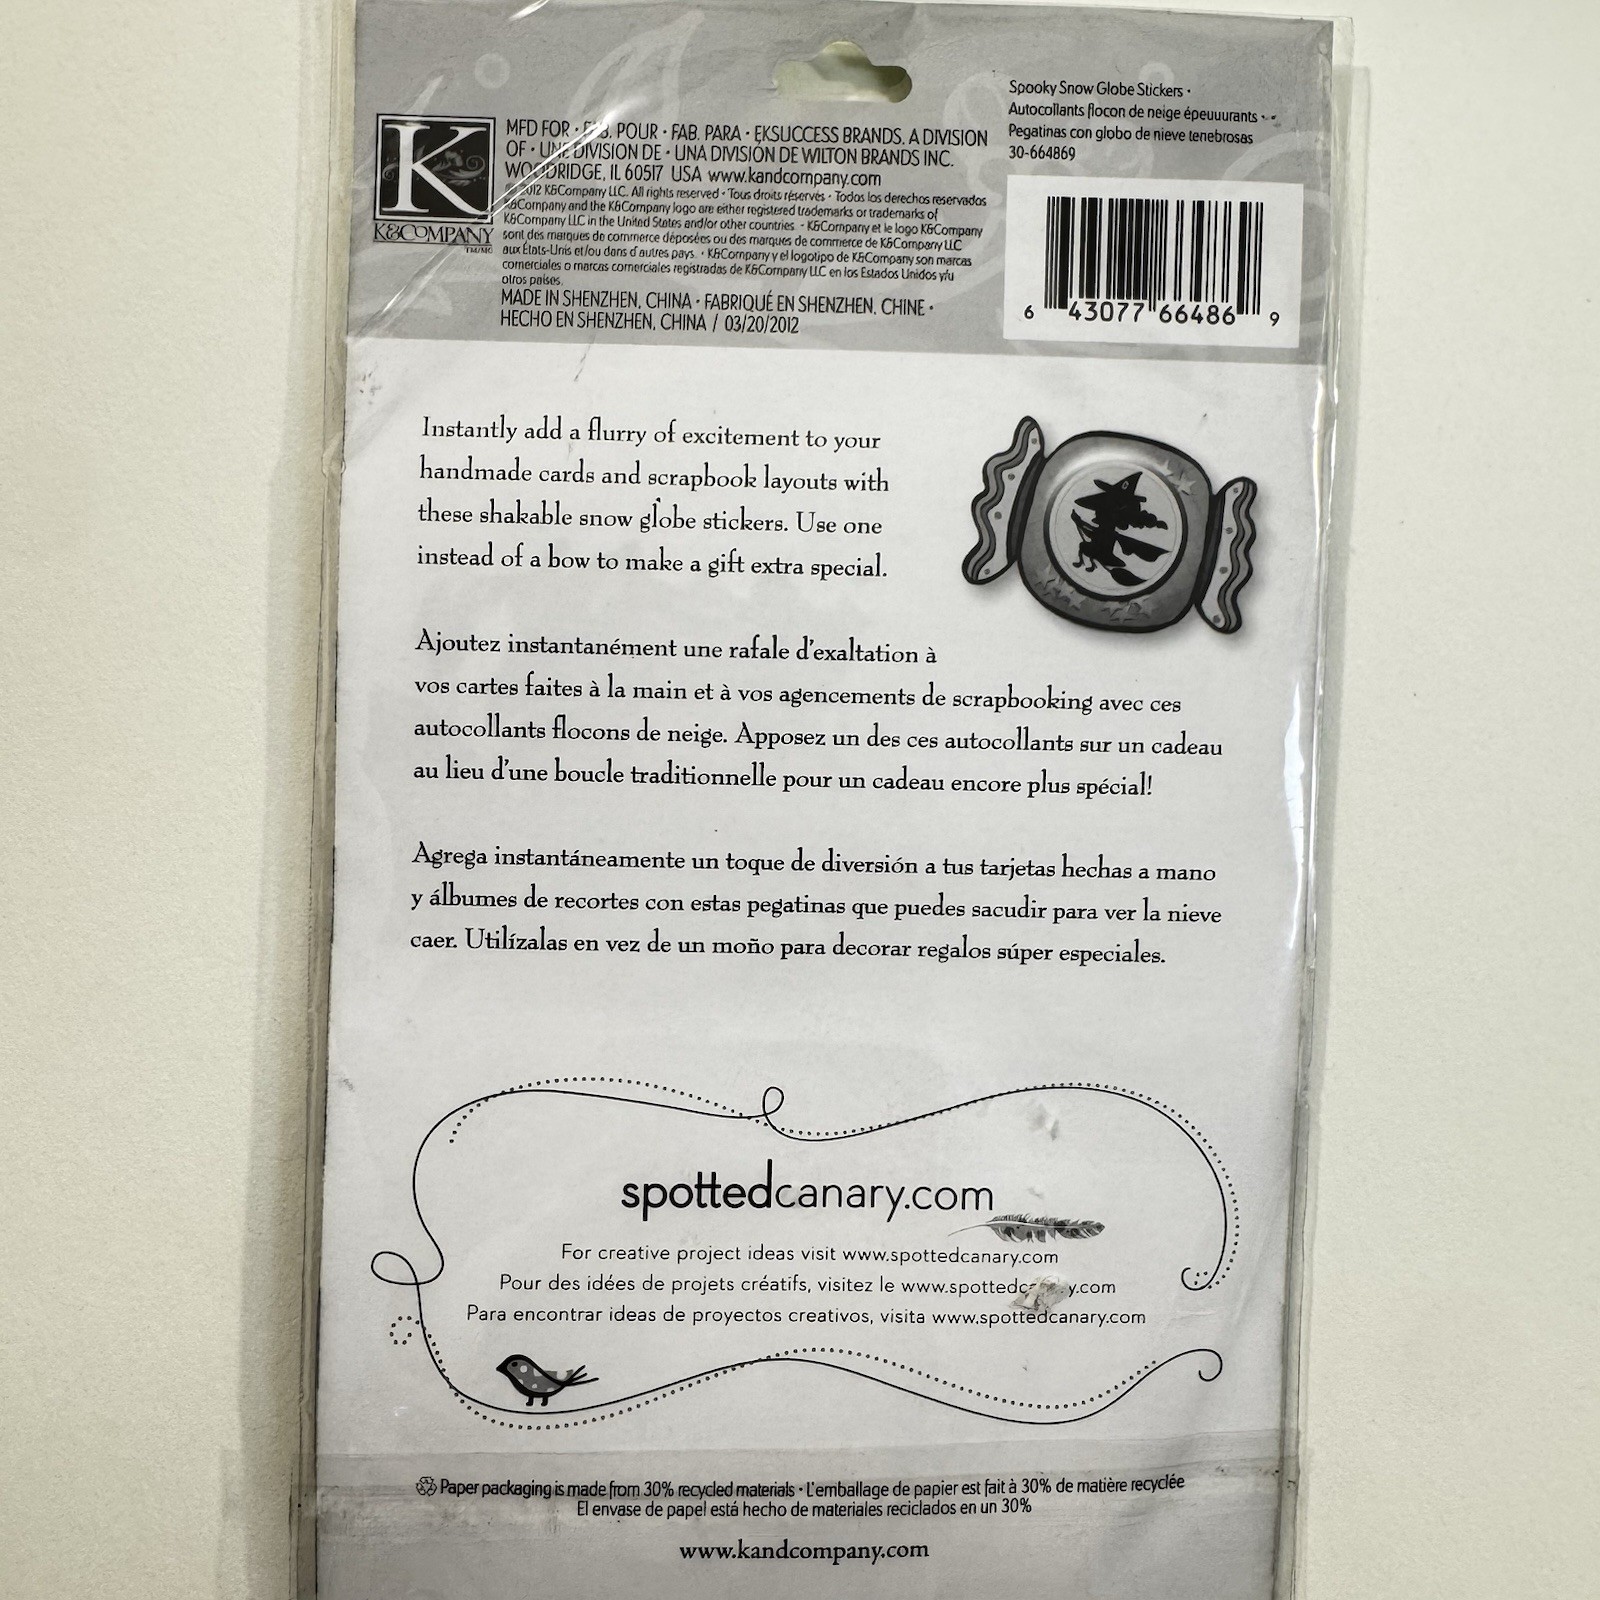 K
K&COMPANY
TM/MC
MFD FOR • FAB. POUR • FAB. PARA • EKSUCCESS BRANDS. A DIVISION
OF • UNE DIVISION DE • UNA DIVISIÓN DE WILTON BRANDS INC.
WOODRIDGE, IL 60517 USA www.kandcompany.com
2012 K&Company LLC. All rights reserved • Tous droits réservés • Todos los derechos reservados
K&Company and the K&Company logo are either registered trademarks or trademarks of
K&Company LLC in the United States and/or other countries • K&Company et le logo K&Company
sont des marques de commerce déposées ou des marques de commerce de K&Company LLC
aux États-Unis et/ou dans d'autres pays. • K&Company y el logotipo de K&Company son marcas
comerciales o marcas comerciales registradas de K&Company LLC en los Estados Unidos y/u
otros países.
MADE IN SHENZHEN, CHINA • FABRIQUÉ EN SHENZHEN, CHINE •
HECHO EN SHENZHEN, CHINA / 03/20/2012
Spooky Snow Globe Stickers •
Autocollants flocon de neige épeuuurants •
Pegatinas con globo de nieve tenebrosas
30-664869
6 43077 66486 9
Instantly add a flurry of excitement to your
handmade cards and scrapbook layouts with
these shakable snow globe stickers. Use one
instead of a bow to make a gift extra special.
Ajoutez instantanément une rafale d'exaltation à
vos cartes faites à la main et à vos agencements de scrapbooking avec ces
autocollants flocons de neige. Apposez un des ces autocollants sur un cadeau
au lieu d'une boucle traditionnelle pour un cadeau encore plus spécial!
Agrega instantáneamente un toque de diversión a tus tarjetas hechas a mano
y álbumes de recortes con estas pegatinas que puedes sacudir para ver la nieve
caer. Utilízalas en vez de un moño para decorar regalos súper especiales.
spottedcanary.com
For creative project ideas visit www.spottedcanary.com
Pour des idées de projets créatifs, visitez le www.spottedcanary.com
Para encontrar ideas de proyectos creativos, visita www.spottedcanary.com
Paper packaging is made from 30% recycled materials • L'emballage de papier est fait à 30% de matière recyclée
El envase de papel está hecho de materiales reciclados en un 30%
www.kandcompany.com